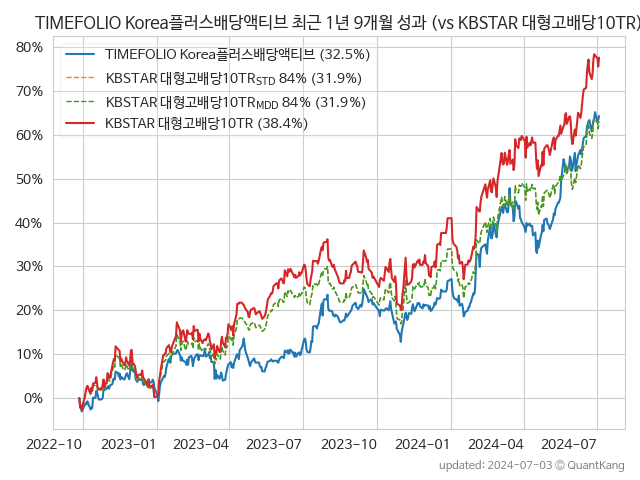 TIMEFOLIO Korea플러스배당액티브 최근 1년 9개월 성과 (vs KBSTAR 대형고배당10TR)
80%
70%
60%
50%
40%
30%
20%
10%
0%
TIMEFOLIO Korea플러스배당액티브 (32.5%)
KBSTAR 대형고배당10TR_STD 84% (31.9%)
KBSTAR 대형고배당10TR_MDD 84% (31.9%)
KBSTAR 대형고배당10TR (38.4%)
2022-10 2023-01 2023-04 2023-07 2023-10 2024-01 2024-04 2024-07
updated: 2024-07-03 © QuantKang